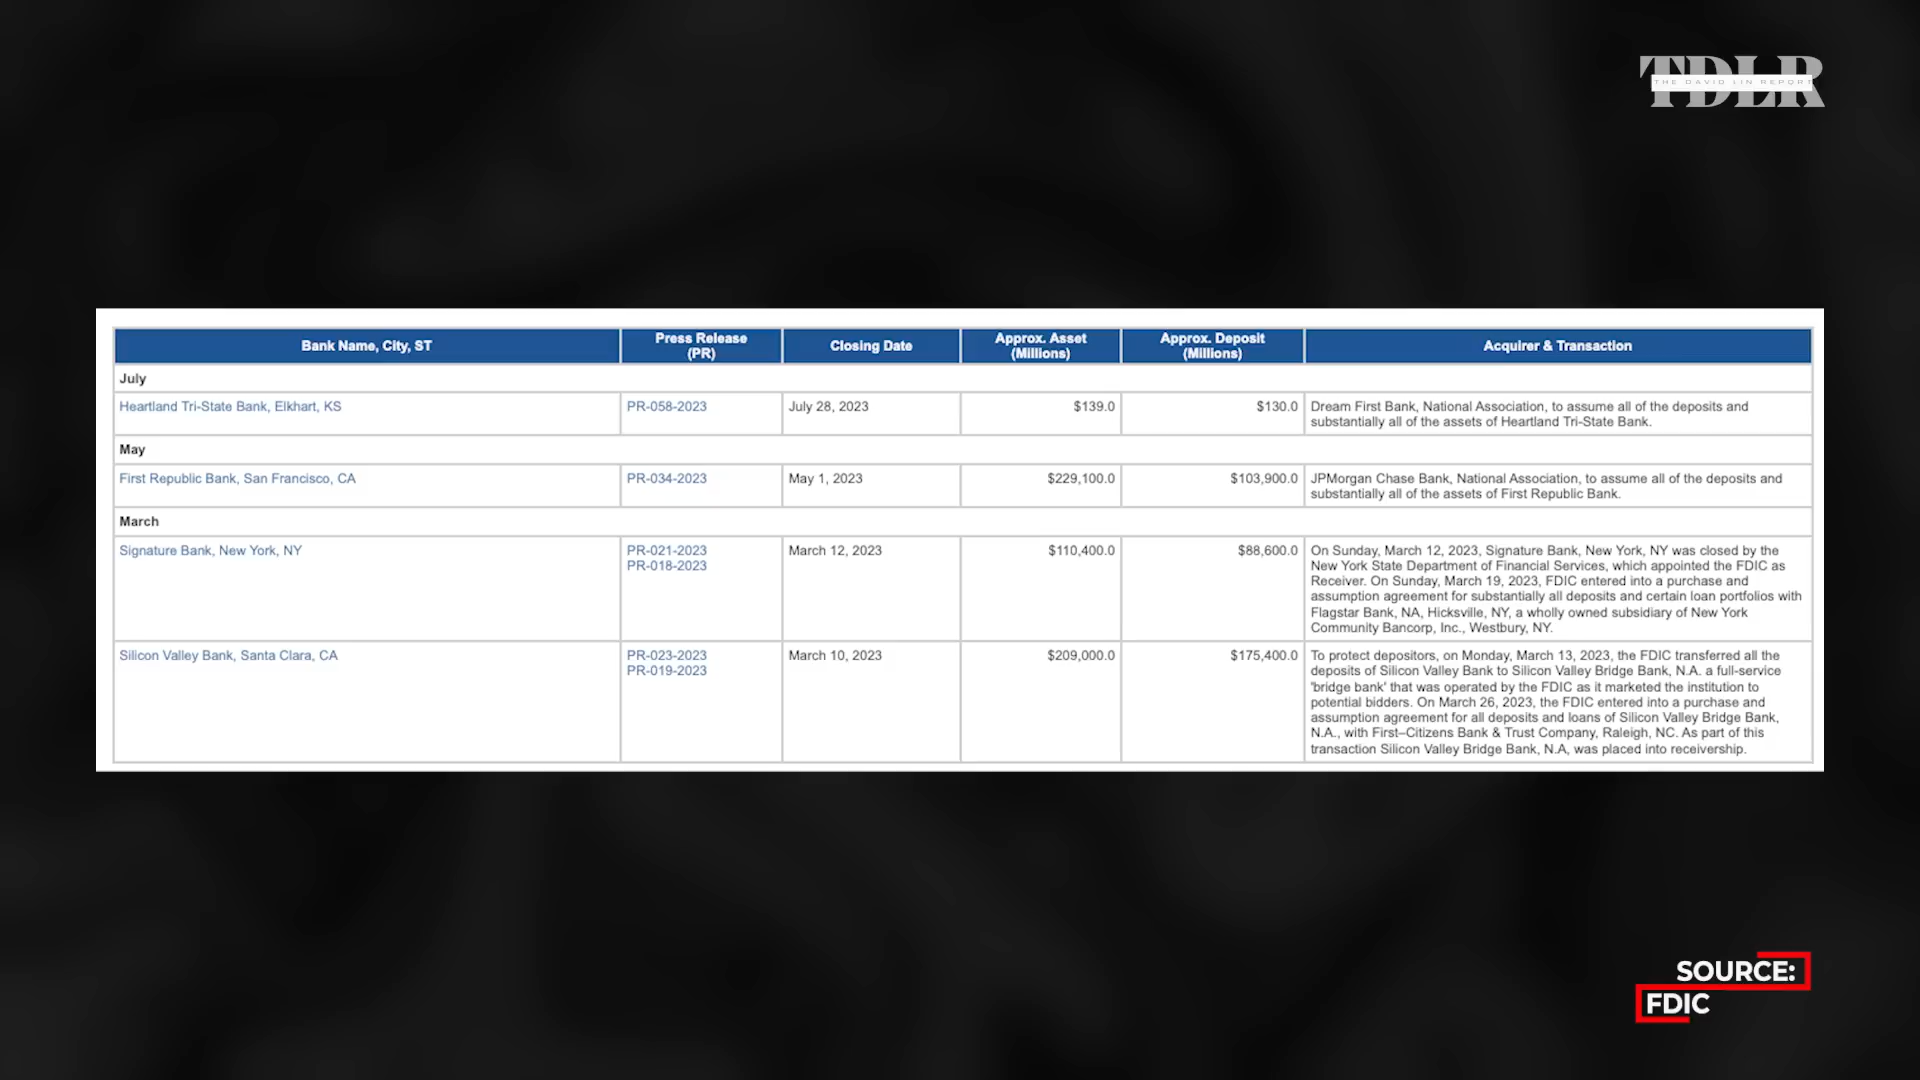 TDLR
THE DAVID LIN REPORT
Bank Name, City, ST
Press Release
(PR)
Closing Date
Approx. Asset
(Millions)
Approx. Deposit
(Millions)
Acquirer & Transaction
July
Heartland Tri-State Bank, Elkhart, KS
PR-058-2023
July 28, 2023
$139.0
$130.0
Dream First Bank, National Association, to assume all of the deposits and
substantially all of the assets of Heartland Tri-State Bank.
May
First Republic Bank, San Francisco, CA
PR-034-2023
May 1, 2023
$229,100.0
$103,900.0
JPMorgan Chase Bank, National Association, to assume all of the deposits and
substantially all of the assets of First Republic Bank.
March
Signature Bank, New York, NY
PR-021-2023
PR-018-2023
March 12, 2023
$110,400.0
$88,600.0
On Sunday, March 12, 2023, Signature Bank, New York, NY was closed by the
New York State Department of Financial Services, which appointed the FDIC as
Receiver. On Sunday, March 19, 2023, FDIC entered into a purchase and
assumption agreement for substantially all deposits and certain loan portfolios with
Flagstar Bank, NA, Hicksville, NY, a wholly owned subsidiary of New York
Community Bancorp, Inc., Westbury, NY.
Silicon Valley Bank, Santa Clara, CA
PR-023-2023
PR-019-2023
March 10, 2023
$209,000.0
$175,400.0
To protect depositors, on Monday, March 13, 2023, the FDIC transferred all the
deposits of Silicon Valley Bank to Silicon Valley Bridge Bank, N.A. a full-service
'bridge bank' that was operated by the FDIC as it marketed the institution to
potential bidders. On March 26, 2023, the FDIC entered into a purchase and
assumption agreement for all deposits and loans of Silicon Valley Bridge Bank,
N.A., with First–Citizens Bank & Trust Company, Raleigh, NC. As part of this
transaction Silicon Valley Bridge Bank, N.A, was placed into receivership.
SOURCE:
FDIC